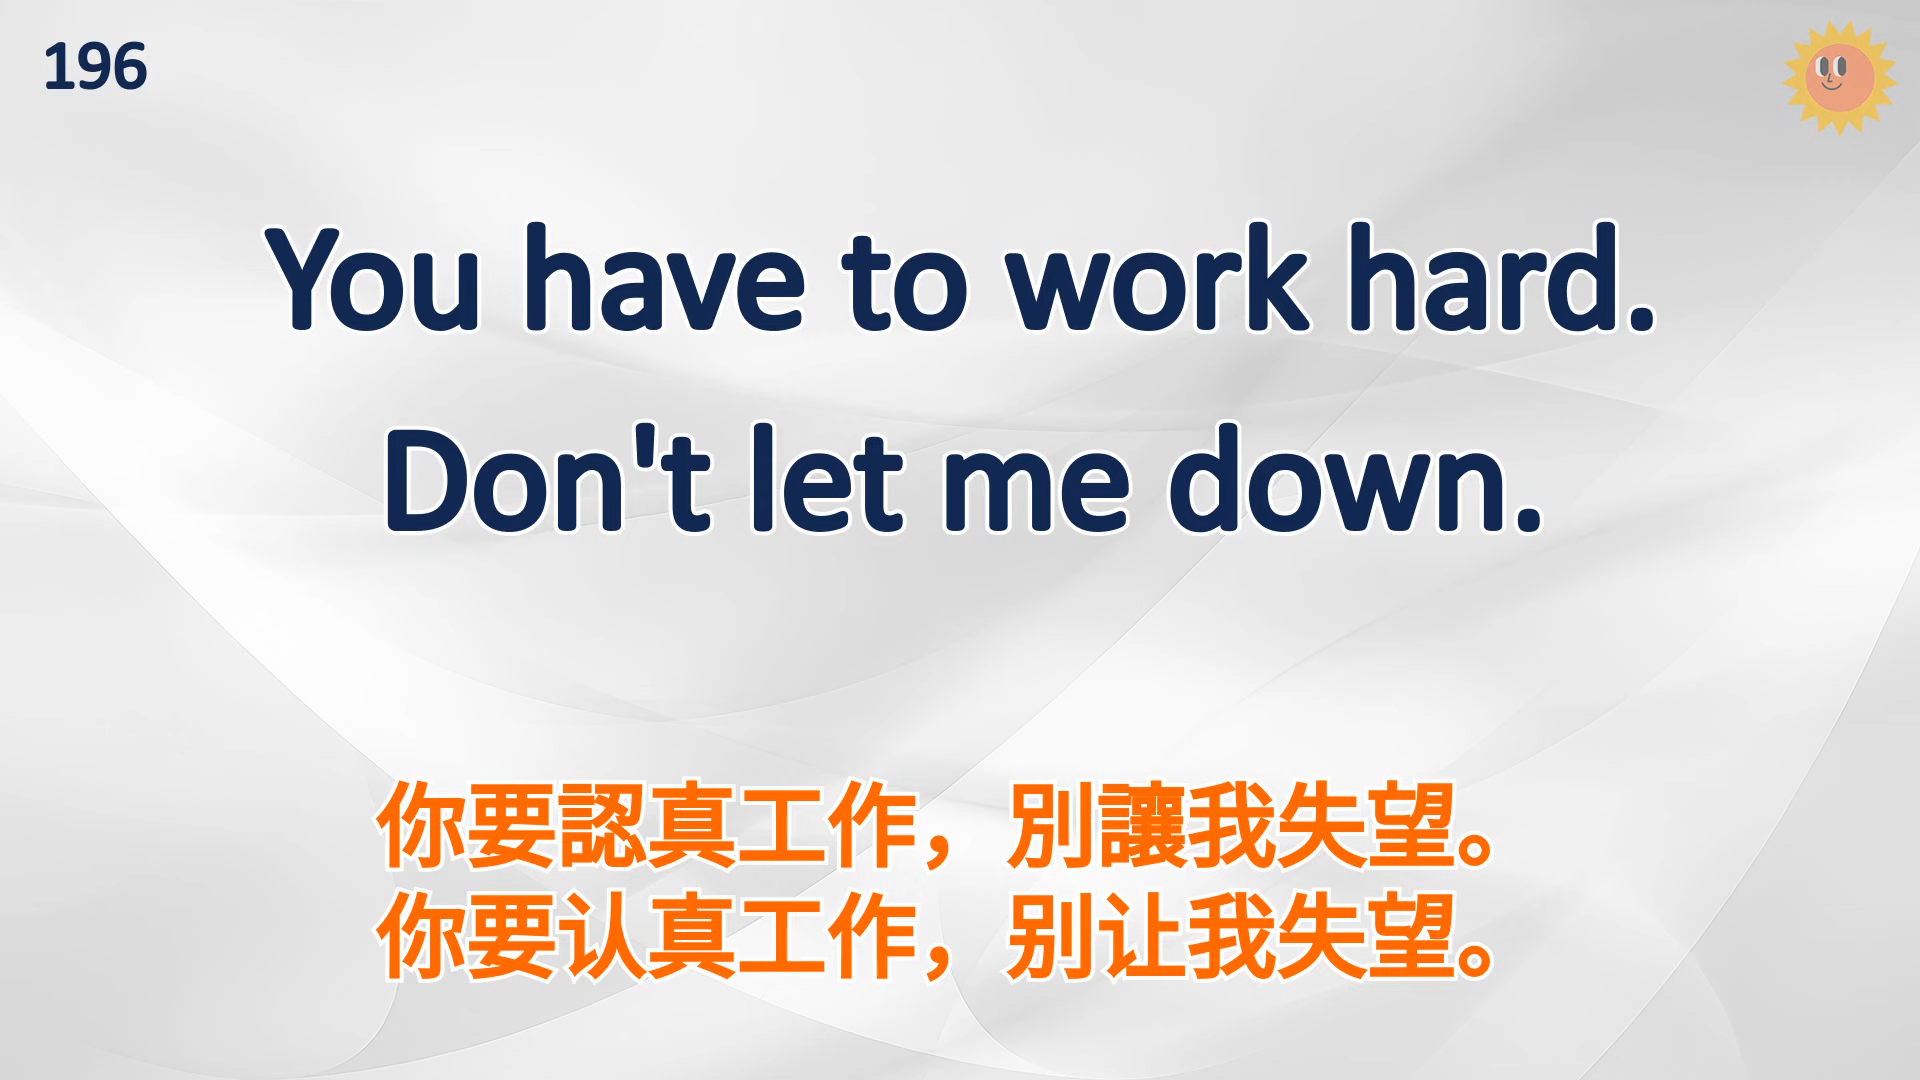 196
You have to work hard.
Don't let me down.
你要認真工作，別讓我失望。
你要认真工作，别让我失望。